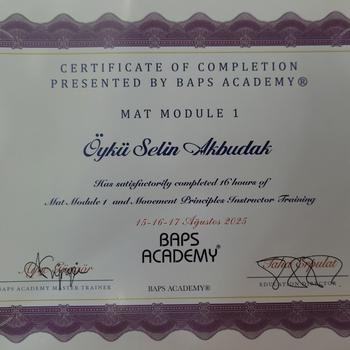 CERTIFICATE OF COMPLETION
PRESENTED BY BAPS ACADEMY®
MAT MODULE 1
Öykü Selin Akbudak
Has satisfactorily completed 16 hours of
Mat Module 1 and Movement Principles Instructor Training
15-16-17 Ağustos 2025
BAPS
ACADEMY®
BAPS ACADEMY MASTER TRAINER
BAPS ACADEMY®
EDUCATION DIRECTOR